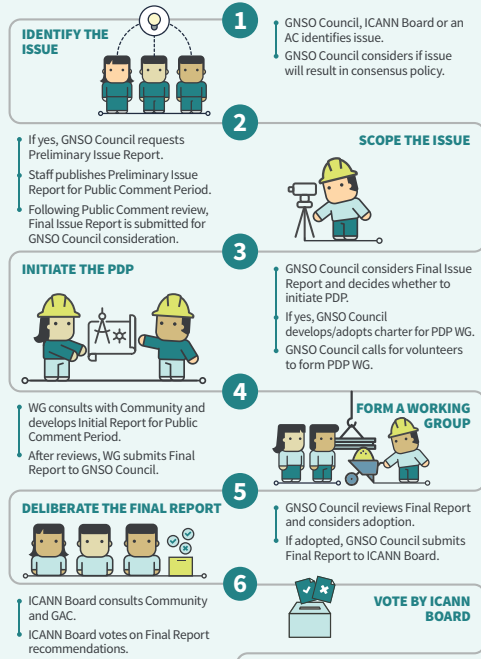 1
IDENTIFY THE
ISSUE
GNSO Council, ICANN Board or an
AC identifies issue.
GNSO Council considers if issue
will result in consensus policy.
2
SCOPE THE ISSUE
If yes, GNSO Council requests
Preliminary Issue Report.
Staff publishes Preliminary Issue
Report for Public Comment Period.
Following Public Comment review,
Final Issue Report is submitted for
GNSO Council consideration.
3
INITIATE THE PDP
GNSO Council considers Final Issue
Report and decides whether to
initiate PDP.
If yes, GNSO Council
develops/adopts charter for PDP WG.
GNSO Council calls for volunteers
to form PDP WG.
4
FORM A WORKING
GROUP
WG consults with Community and
develops Initial Report for Public
Comment Period.
After reviews, WG submits Final
Report to GNSO Council.
5
DELIBERATE THE FINAL REPORT
GNSO Council reviews Final Report
and considers adoption.
If adopted, GNSO Council submits
Final Report to ICANN Board.
6
VOTE BY ICANN
BOARD
ICANN Board consults Community
and GAC.
ICANN Board votes on Final Report
recommendations.